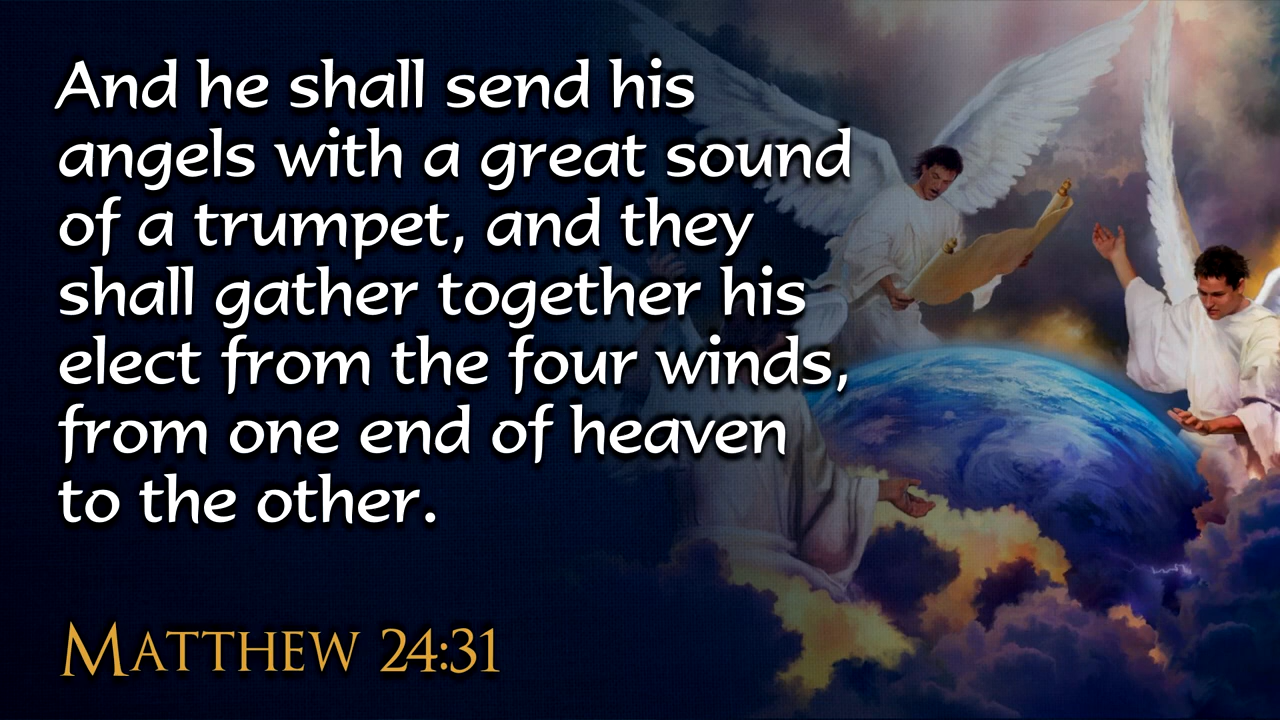 And he shall send his
angels with a great sound
of a trumpet, and they
shall gather together his
elect from the four winds,
from one end of heaven
to the other.
MATTHEW 24:31